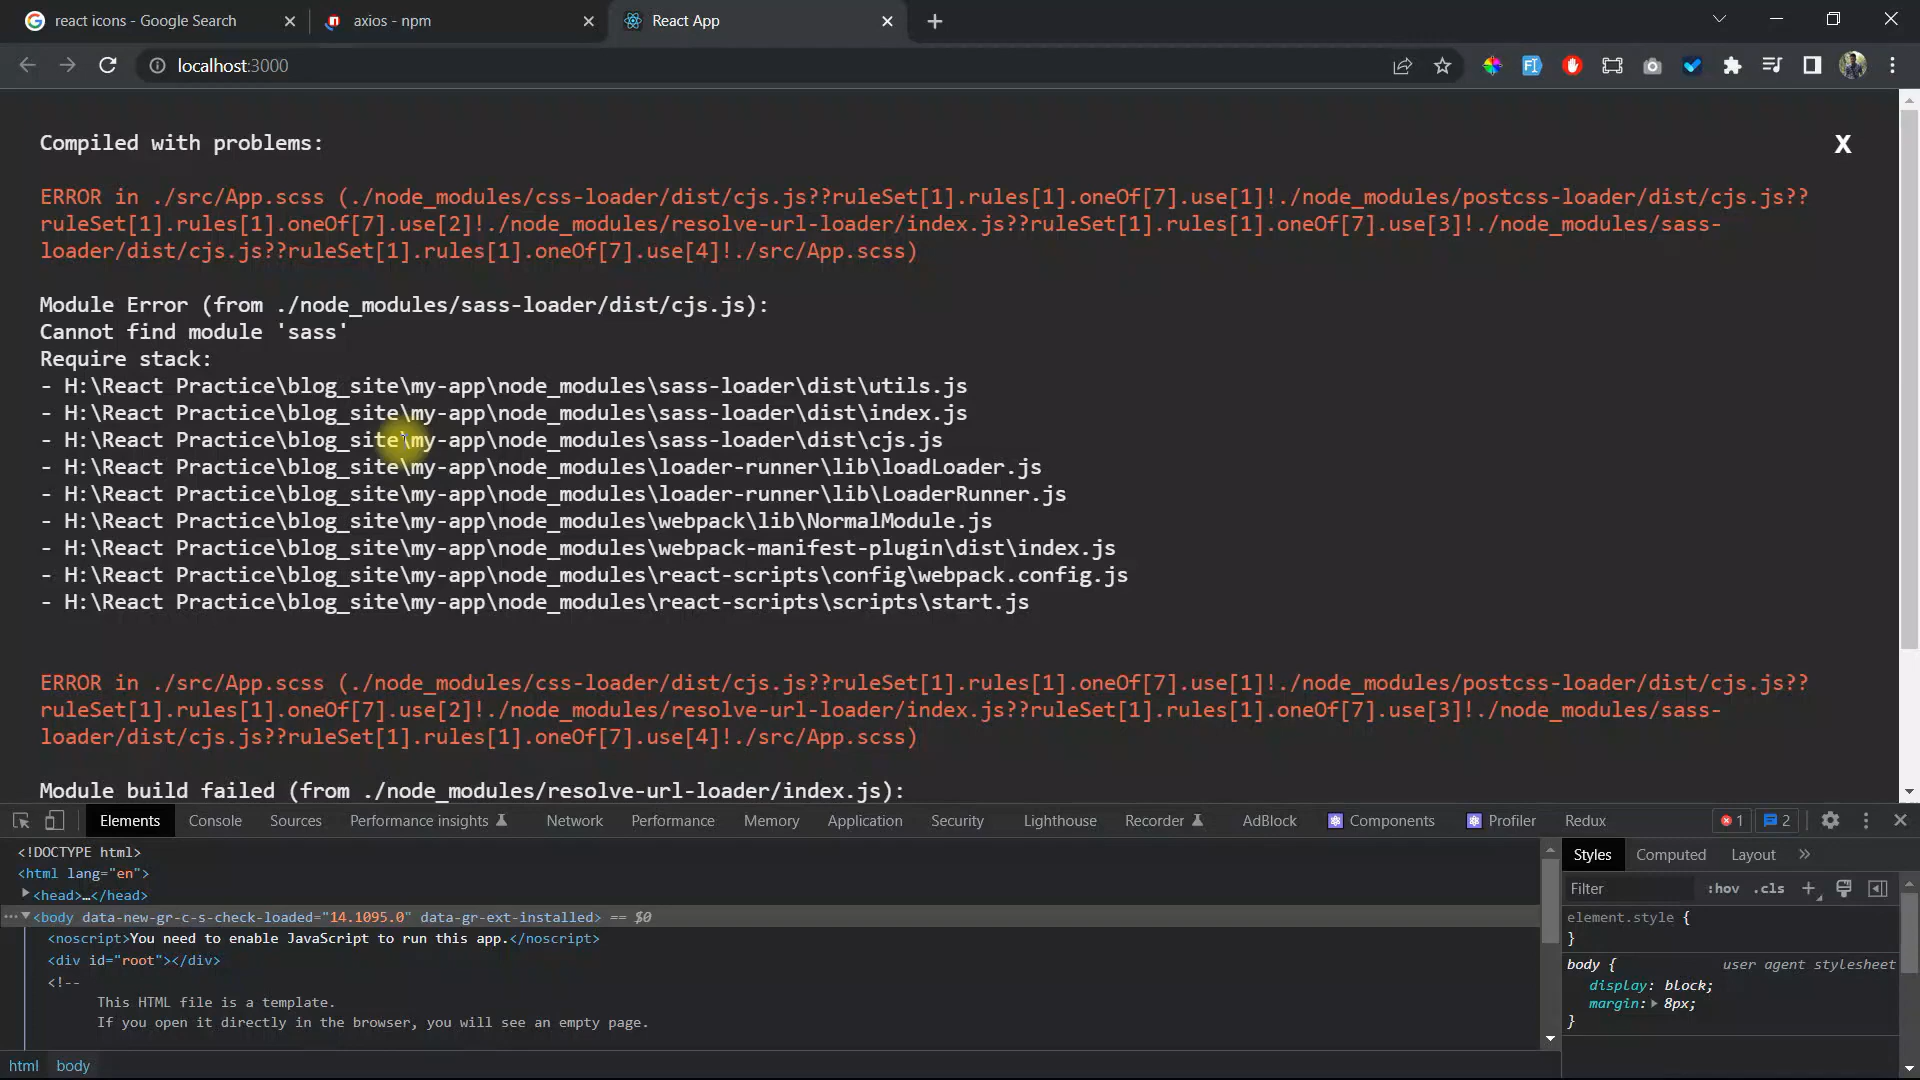 react icons - Google Search
axios - npm
React App
localhost:3000
Compiled with problems:
X
ERROR in ./src/App.scss (./node_modules/css-loader/dist/cjs.js??ruleSet[1].rules[1].oneOf[7].use[1]!./node_modules/postcss-loader/dist/cjs.js??
ruleSet[1].rules[1].oneOf[7].use[2]!./node_modules/resolve-url-loader/index.js??ruleSet[1].rules[1].oneOf[7].use[3]!./node_modules/sass-
loader/dist/cjs.js??ruleSet[1].rules[1].oneOf[7].use[4]!./src/App.scss)
Module Error (from ./node_modules/sass-loader/dist/cjs.js):
Cannot find module 'sass'
Require stack:
- H:\React Practice\blog_site\my-app\node_modules\sass-loader\dist\utils.js
- H:\React Practice\blog_site\my-app\node_modules\sass-loader\dist\index.js
- H:\React Practice\blog_site\my-app\node_modules\sass-loader\dist\cjs.js
- H:\React Practice\blog_site\my-app\node_modules\loader-runner\lib\loadLoader.js
- H:\React Practice\blog_site\my-app\node_modules\loader-runner\lib\LoaderRunner.js
- H:\React Practice\blog_site\my-app\node_modules\webpack\lib\NormalModule.js
- H:\React Practice\blog_site\my-app\node_modules\webpack-manifest-plugin\dist\index.js
- H:\React Practice\blog_site\my-app\node_modules\react-scripts\config\webpack.config.js
- H:\React Practice\blog_site\my-app\node_modules\react-scripts\scripts\start.js
ERROR in ./src/App.scss (./node_modules/css-loader/dist/cjs.js??ruleSet[1].rules[1].oneOf[7].use[1]!./node_modules/postcss-loader/dist/cjs.js??
ruleSet[1].rules[1].oneOf[7].use[2]!./node_modules/resolve-url-loader/index.js??ruleSet[1].rules[1].oneOf[7].use[3]!./node_modules/sass-
loader/dist/cjs.js??ruleSet[1].rules[1].oneOf[7].use[4]!./src/App.scss)
Module build failed (from ./node_modules/resolve-url-loader/index.js):
Elements Console Sources Performance insights Network Performance Memory Application Security Lighthouse Recorder AdBlock Components Profiler Redux 1 2
<!DOCTYPE html>
<html lang="en">
<head>…</head>
<body data-new-gr-c-s-check-loaded="14.1095.0" data-gr-ext-installed> == $0
<noscript>You need to enable JavaScript to run this app.</noscript>
<div id="root"></div>
<!--
This HTML file is a template.
If you open it directly in the browser, you will see an empty page.
html body
Styles Computed Layout
Filter :hov .cls
element.style {
}
body { user agent stylesheet
display: block;
margin: 8px;
}